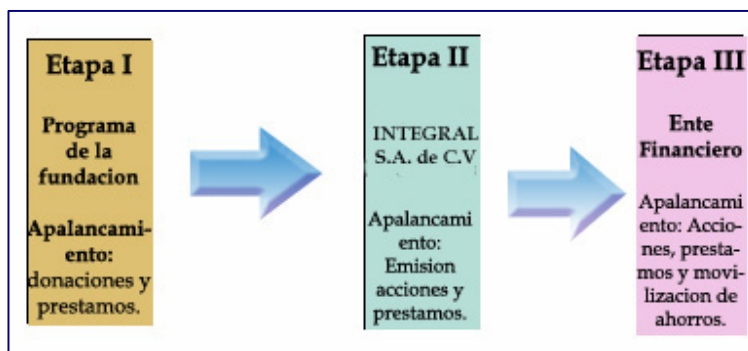 Etapa I
Programa
de la
fundacion
Apalancami-
ento:
donaciones y
prestamos.
Etapa II
INTEGRAL
S.A. de C.V
Apalancami
ento:
Emision
acciones y
prestamos.
Etapa III
Ente
Financiero
Apalancami
ento: Accio-
nes, presta-
mos y movi-
lizacion de
ahorros.